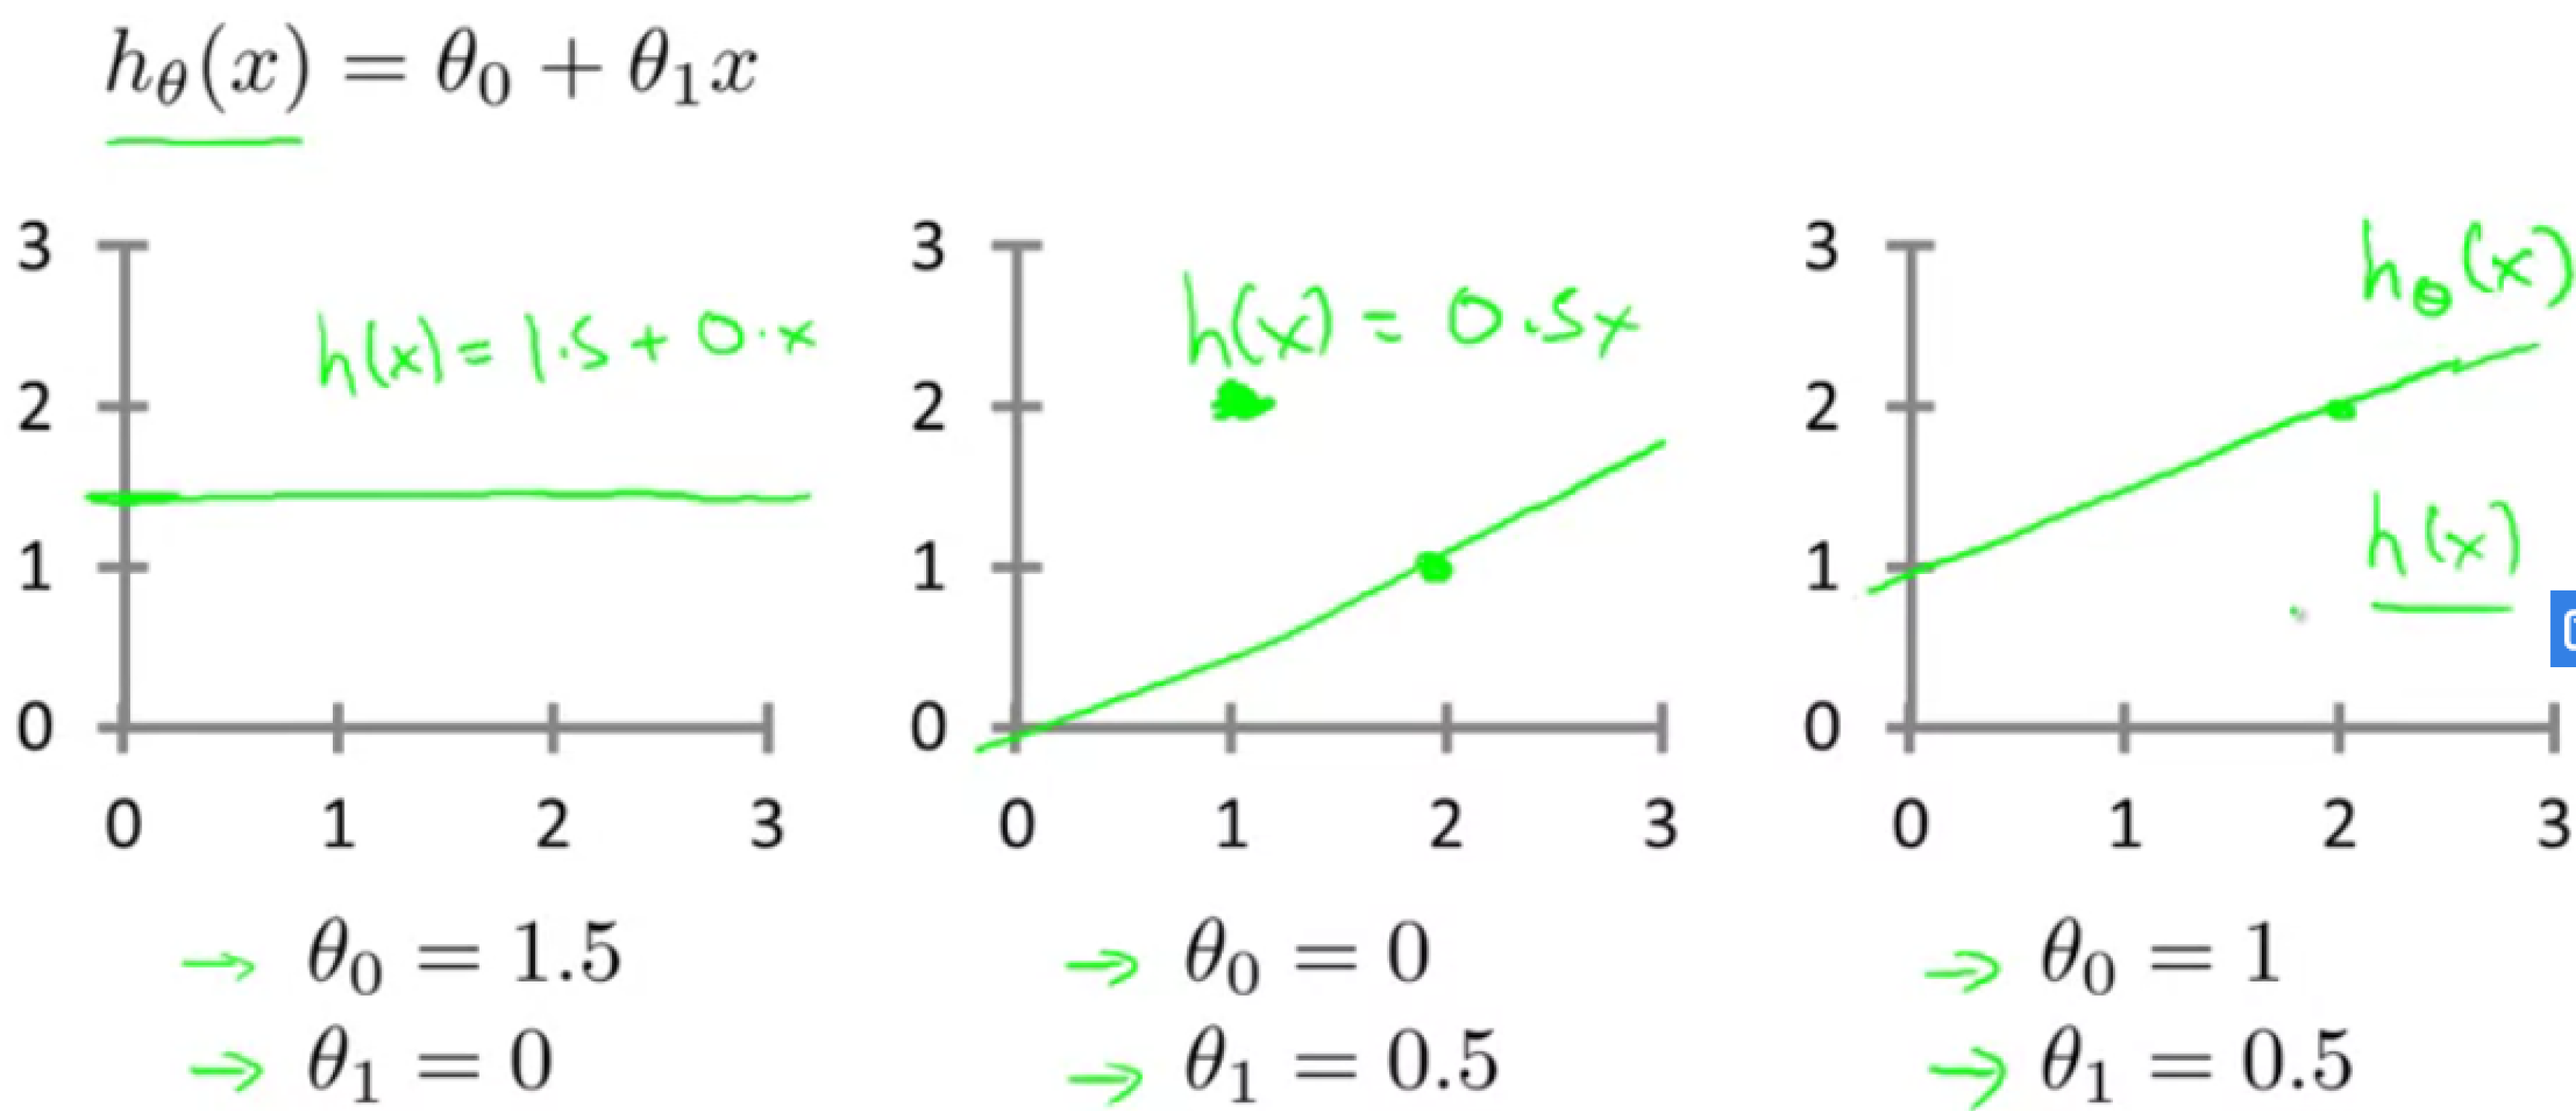 hθ(x) = θ0 + θ1x
3
2
1
0
h(x) = 1.5 + 0·x
0 1 2 3
→ θ0 = 1.5
→ θ1 = 0
3
2
1
0
h(x) = 0.5x
0 1 2 3
→ θ0 = 0
→ θ1 = 0.5
3
2
1
0
hθ(x)
h(x)
0 1 2 3
→ θ0 = 1
→ θ1 = 0.5